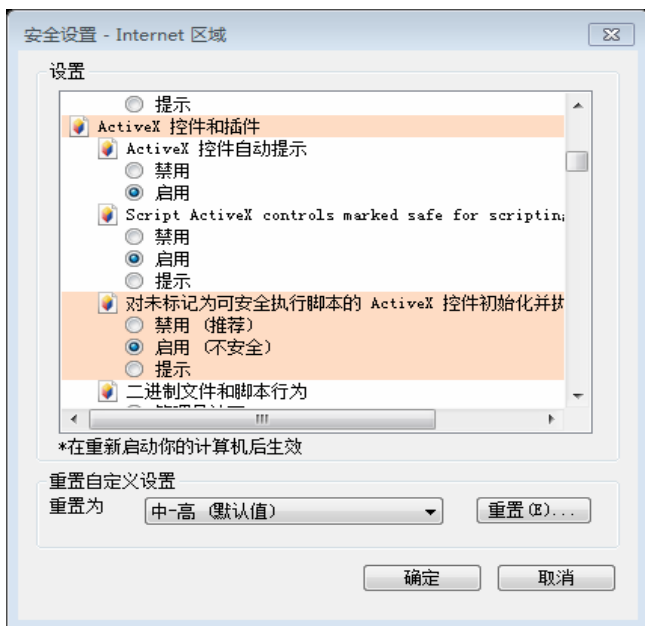 安全设置 - Internet 区域
设置
提示
ActiveX 控件和插件
ActiveX 控件自动提示
禁用
启用
Script ActiveX controls marked safe for scripting
禁用
启用
提示
对未标记为可安全执行脚本的 ActiveX 控件初始化并执
禁用 (推荐)
启用 (不安全)
提示
二进制文件和脚本行为
*在重新启动你的计算机后生效
重置自定义设置
重置为
中-高 (默认值)
重置(E)...
确定
取消